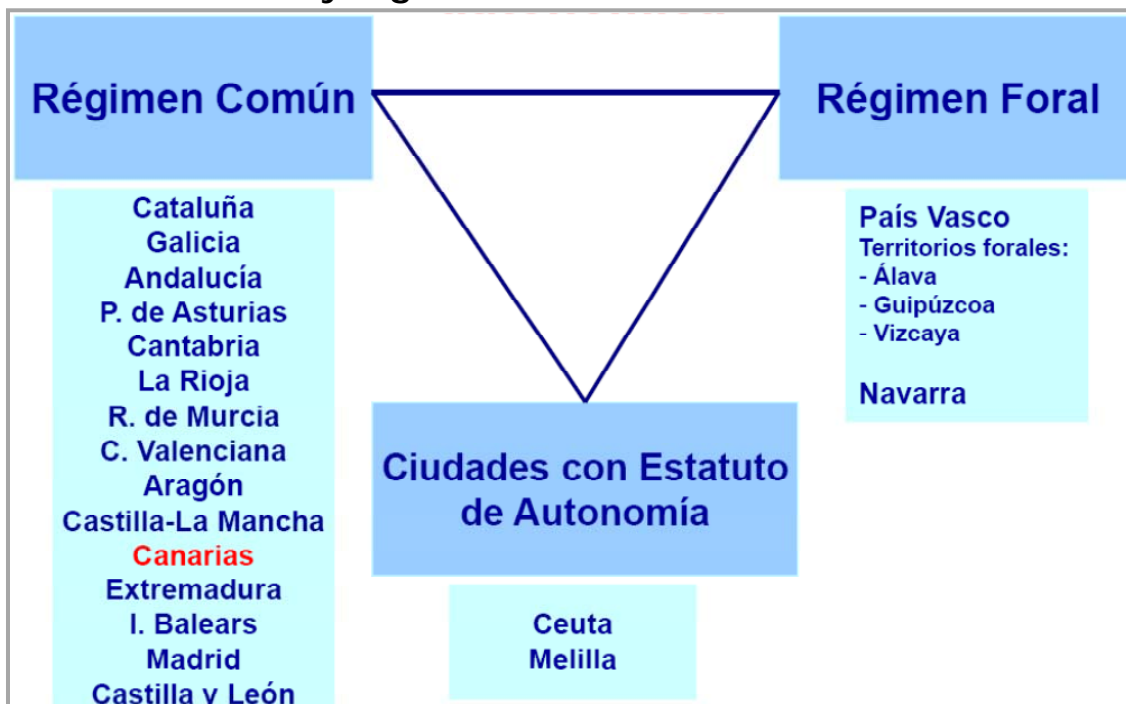 Régimen Común
Régimen Foral
Cataluña
Galicia
Andalucía
P. de Asturias
Cantabria
La Rioja
R. de Murcia
C. Valenciana
Aragón
Castilla-La Mancha
Canarias
Extremadura
I. Balears
Madrid
Castilla y León
País Vasco
Territorios forales:
- Álava
- Guipúzcoa
- Vizcaya
Navarra
Ciudades con Estatuto
de Autonomía
Ceuta
Melilla